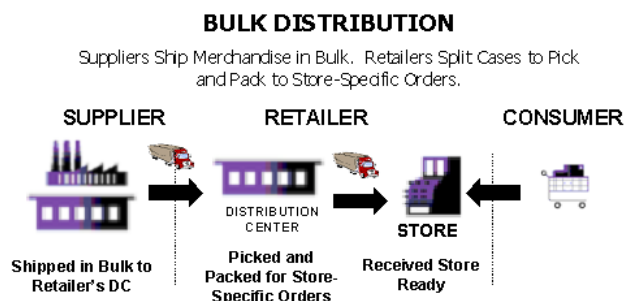 BULK DISTRIBUTION
Suppliers Ship Merchandise in Bulk. Retailers Split Cases to Pick
and Pack to Store-Specific Orders.
SUPPLIER
RETAILER
CONSUMER
DISTRIBUTION
CENTER
STORE
Shipped in Bulk to
Retailer's DC
Picked and
Packed for Store-
Specific Orders
Received Store
Ready